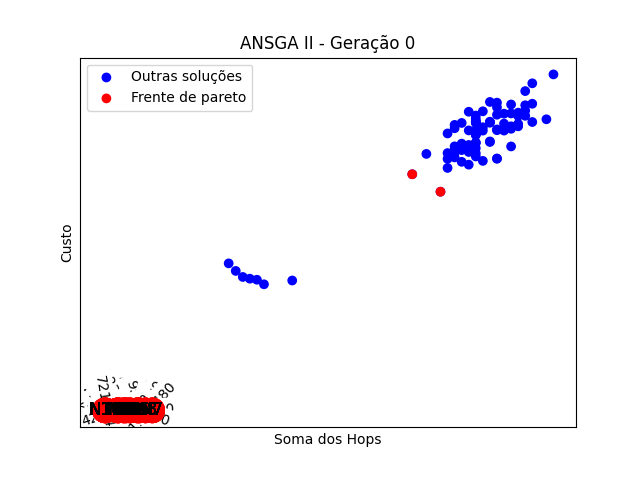 ANSGA II - Geração 0
Outras soluções
Frente de pareto
Custo
Soma dos Hops